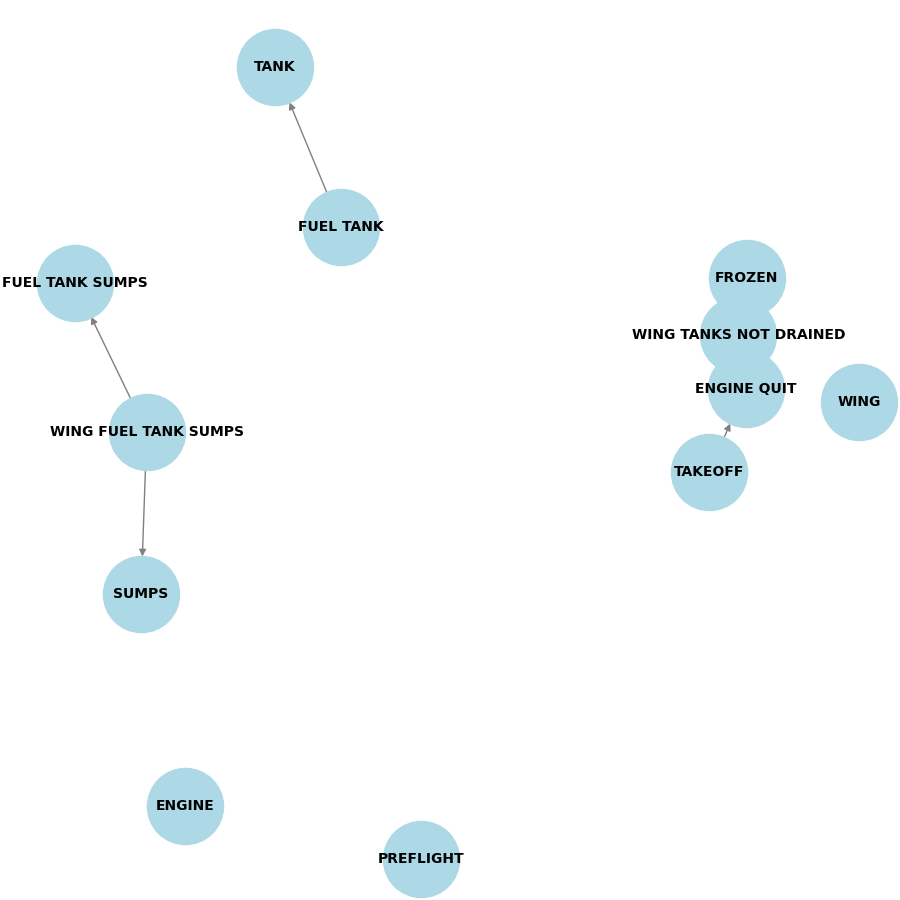 TANK
FUEL TANK
FROZEN
FUEL TANK SUMPS
WING TANKS NOT DRAINED
ENGINE QUIT
WING
WING FUEL TANK SUMPS
TAKEOFF
SUMPS
ENGINE
PREFLIGHT